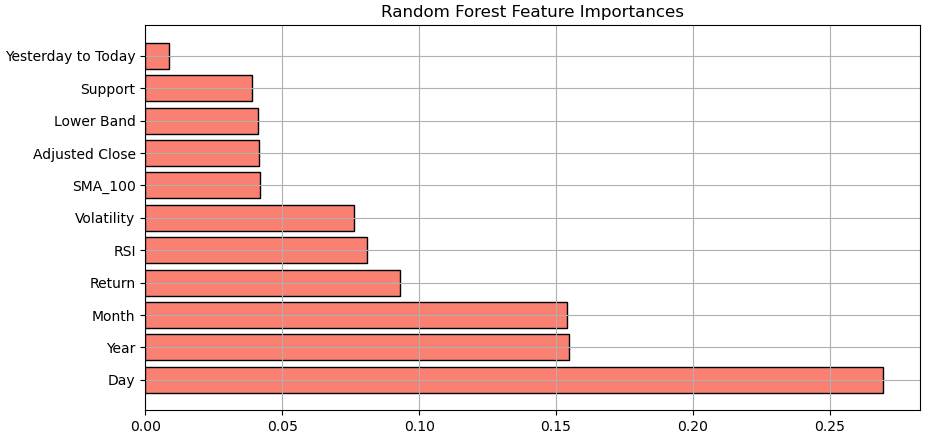 Random Forest Feature Importances
Yesterday to Today
Support
Lower Band
Adjusted Close
SMA_100
Volatility
RSI
Return
Month
Year
Day
0.00 0.05 0.10 0.15 0.20 0.25